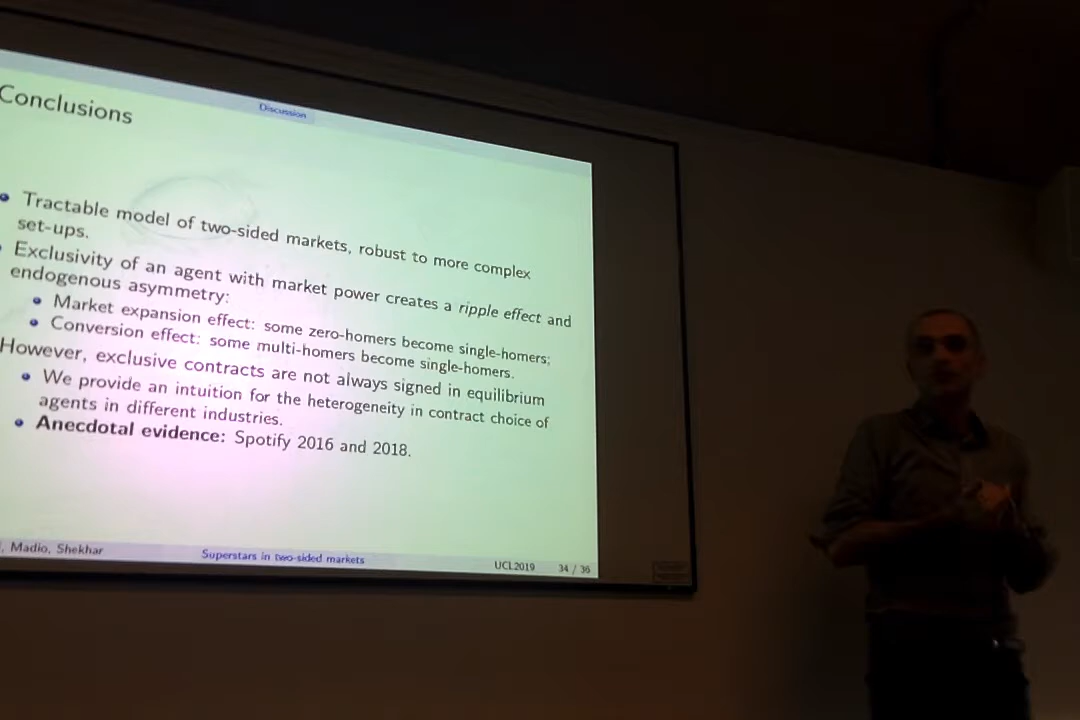 Discussion
Conclusions
Tractable model of two-sided markets, robust to more complex
set-ups.
Exclusivity of an agent with market power creates a ripple effect and
endogenous asymmetry:
Market expansion effect: some zero-homers become single-homers;
Conversion effect: some multi-homers become single-homers.
However, exclusive contracts are not always signed in equilibrium
We provide an intuition for the heterogeneity in contract choice of
agents in different industries.
Anecdotal evidence: Spotify 2016 and 2018.
, Madio, Shekhar
Superstars in two-sided markets
UCL2019
34 / 36